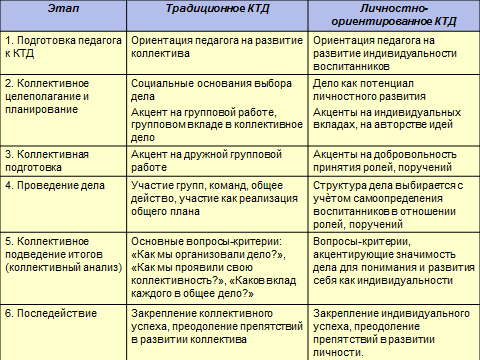 Этап
Традиционное КТД
Личностно-
ориентированное КТД
1. Подготовка педагога
к КТД
Ориентация педагога на развитие
коллектива
Ориентация педагога на
развитие индивидуальности
воспитанников
2. Коллективное
целеполагание и
планирование
Социальные основания выбора
дела
Акцент на групповой работе,
групповом вкладе в коллективное
дело
Дело как потенциал
личностного развития
Акценты на индивидуальных
вкладах, на авторстве идей
3. Коллективная
подготовка
Акцент на дружной групповой
работе
Акценты на добровольность
принятия ролей, поручений
4. Проведение дела
Участие групп, команд, общее
действо, участие как реализация
общего плана
Структура дела выбирается с
учѐтом самоопределения
воспитанников в отношении
ролей, поручений
5. Коллективное
подведение итогов
(коллективный анализ)
Основные вопросы-критерии:
«Как мы организовали дело?»,
«Как мы проявили свою
коллективность?», «Каков вклад
каждого в общее дело?»
Вопросы-критерии,
акцентирующие значимость
дела для понимания и развития
себя как индивидуальности
6. Последействие
Закрепление коллективного
успеха, преодоление препятствий
в развитии коллектива
Закрепление индивидуального
успеха, преодоление
препятствий в развитии
личности.